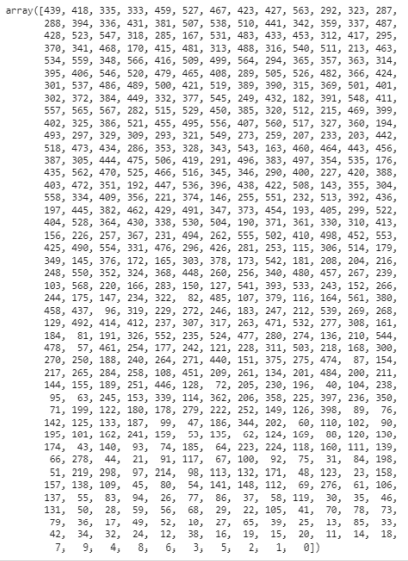 array([439, 418, 335, 333, 459, 527, 467, 423, 427, 563, 292, 323, 287,
288, 394, 336, 431, 381, 507, 538, 510, 441, 342, 359, 337, 487,
428, 523, 547, 318, 285, 167, 531, 483, 433, 453, 312, 417, 295,
370, 341, 468, 170, 415, 481, 313, 488, 316, 540, 511, 213, 463,
534, 559, 348, 566, 416, 509, 499, 564, 294, 365, 357, 363, 314,
395, 406, 546, 520, 479, 465, 408, 289, 505, 526, 482, 366, 424,
301, 537, 486, 489, 500, 421, 519, 389, 390, 315, 369, 501, 401,
302, 372, 384, 449, 332, 377, 545, 249, 432, 182, 391, 548, 411,
557, 565, 567, 282, 515, 529, 450, 385, 320, 512, 215, 469, 399,
402, 325, 386, 521, 455, 495, 556, 407, 560, 517, 327, 360, 194,
493, 297, 329, 309, 293, 321, 549, 273, 259, 207, 233, 203, 442,
518, 473, 434, 286, 353, 328, 343, 543, 163, 460, 464, 443, 456,
387, 305, 444, 475, 506, 419, 291, 496, 383, 497, 354, 535, 176,
435, 562, 470, 525, 466, 516, 345, 346, 290, 400, 227, 420, 388,
403, 472, 351, 192, 447, 536, 396, 438, 422, 508, 143, 355, 304,
558, 334, 409, 356, 221, 374, 146, 255, 551, 232, 513, 392, 436,
197, 445, 382, 462, 429, 491, 347, 373, 454, 193, 405, 299, 522,
404, 528, 364, 430, 338, 530, 504, 190, 371, 361, 330, 310, 413,
156, 226, 257, 367, 231, 494, 262, 555, 502, 410, 498, 452, 553,
425, 490, 554, 331, 476, 296, 426, 281, 253, 115, 306, 514, 179,
349, 145, 376, 172, 165, 303, 378, 173, 542, 181, 208, 204, 216,
248, 550, 352, 324, 368, 448, 260, 256, 340, 480, 457, 267, 239,
103, 568, 220, 166, 283, 150, 127, 541, 393, 533, 243, 152, 266,
244, 175, 147, 234, 322, 82, 485, 107, 379, 116, 164, 561, 380,
458, 437, 96, 319, 229, 272, 246, 183, 247, 212, 539, 269, 268,
129, 492, 414, 412, 237, 307, 317, 263, 471, 532, 277, 308, 161,
184, 81, 191, 326, 552, 235, 524, 477, 280, 274, 136, 210, 544,
478, 57, 461, 254, 177, 242, 121, 228, 311, 503, 218, 168, 300,
270, 250, 188, 240, 264, 271, 440, 151, 375, 275, 474, 87, 154,
217, 265, 284, 258, 108, 451, 209, 261, 134, 201, 484, 200, 211,
144, 155, 189, 251, 446, 128, 72, 205, 230, 196, 40, 104, 238,
95, 63, 245, 153, 339, 114, 362, 206, 358, 225, 397, 236, 350,
71, 199, 122, 180, 178, 279, 222, 252, 149, 126, 398, 89, 76,
142, 125, 133, 187, 99, 47, 186, 344, 202, 60, 110, 102, 90,
195, 101, 162, 241, 159, 53, 135, 62, 124, 169, 88, 120, 130,
174, 43, 140, 93, 74, 185, 64, 223, 224, 118, 160, 111, 139,
66, 278, 44, 21, 91, 117, 67, 100, 92, 75, 31, 84, 198,
51, 219, 298, 97, 214, 98, 113, 132, 171, 48, 123, 23, 158,
157, 138, 109, 45, 80, 54, 141, 148, 112, 69, 276, 61, 106,
137, 55, 83, 94, 26, 77, 86, 37, 58, 119, 30, 35, 46,
131, 50, 28, 59, 56, 68, 29, 22, 105, 41, 70, 78, 73,
79, 36, 17, 49, 52, 10, 27, 65, 39, 25, 13, 85, 33,
42, 34, 32, 24, 12, 38, 16, 19, 15, 20, 11, 14, 18,
7, 9, 4, 8, 6, 3, 5, 2, 1, 0])